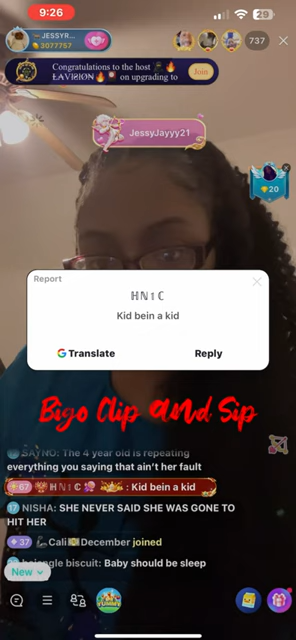 9:26
29
JESSYR...
3077757
737
Congratulations to the host
LAVISION on upgrading to
Join
JessyJayyy21
20
Report
ℍℕ𝟙ℂ
Kid bein a kid
Translate
Reply
Bigo Clip and Sip
SAYNO: The 4 year old is repeating
everything you saying that ain't her fault
67 ℍℕ𝟙ℂ : Kid bein a kid
17 NISHA: SHE NEVER SAID SHE WAS GONE TO
HIT HER
37 Cali December joined
biscuit: Baby should be sleep
New